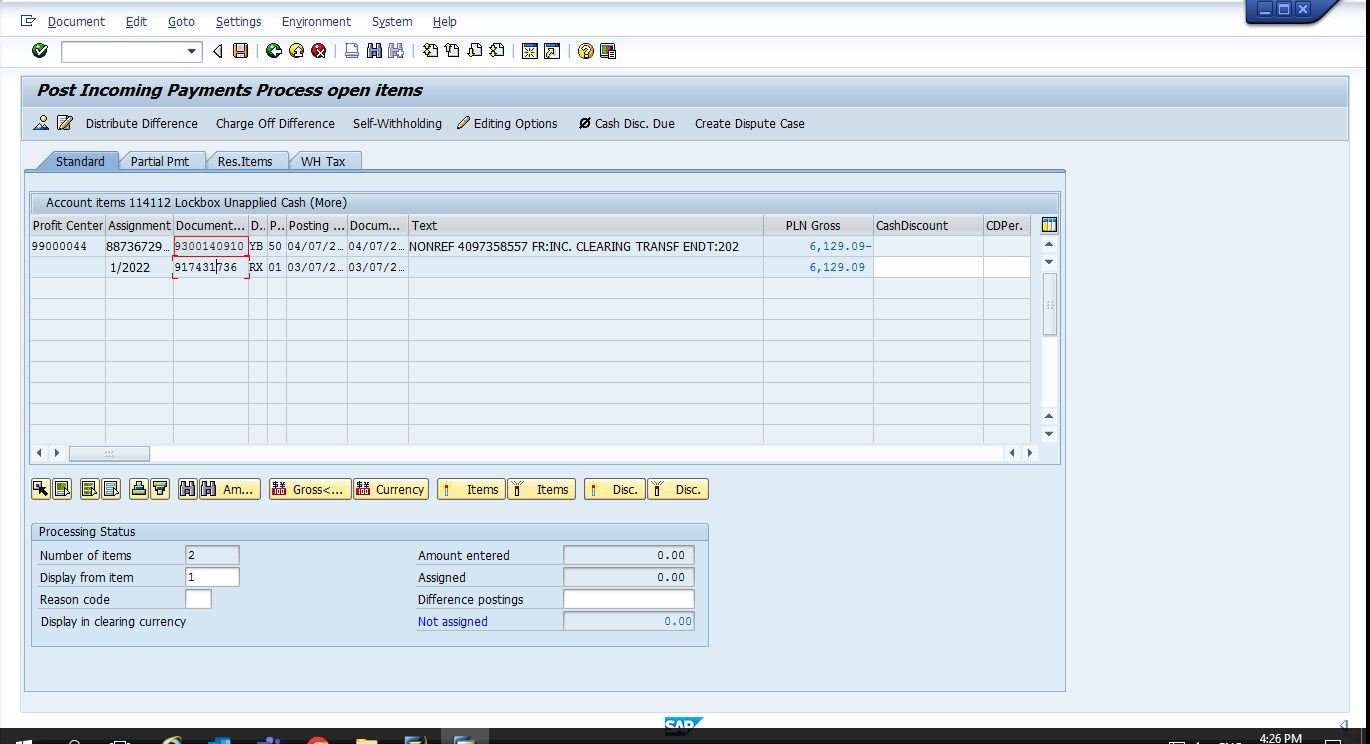 Document Edit Goto Settings Environment System Help
Post Incoming Payments Process open items
Distribute Difference Charge Off Difference Self-Withholding Editing Options Cash Disc. Due Create Dispute Case
Standard Partial Pmt Res.Items WH Tax
Account items 114112 Lockbox Unapplied Cash (More)
Profit Center Assignment Document... D.. P.. Posting ... Docum... Text PLN Gross CashDiscount CDPer.
99000044 88736729... 9300140910 YB 50 04/07/2... 04/07/2... NONREF 4097358557 FR:INC. CLEARING TRANSF ENDT:202 6,129.09-
1/2022 917431736 RX 01 03/07/2... 03/07/2... 6,129.09
Am... Gross<... Currency Items Items Disc. Disc.
Processing Status
Number of items 2 Amount entered 0.00
Display from item 1 Assigned 0.00
Reason code Difference postings
Display in clearing currency Not assigned 0.00
SAP
4:26 PM